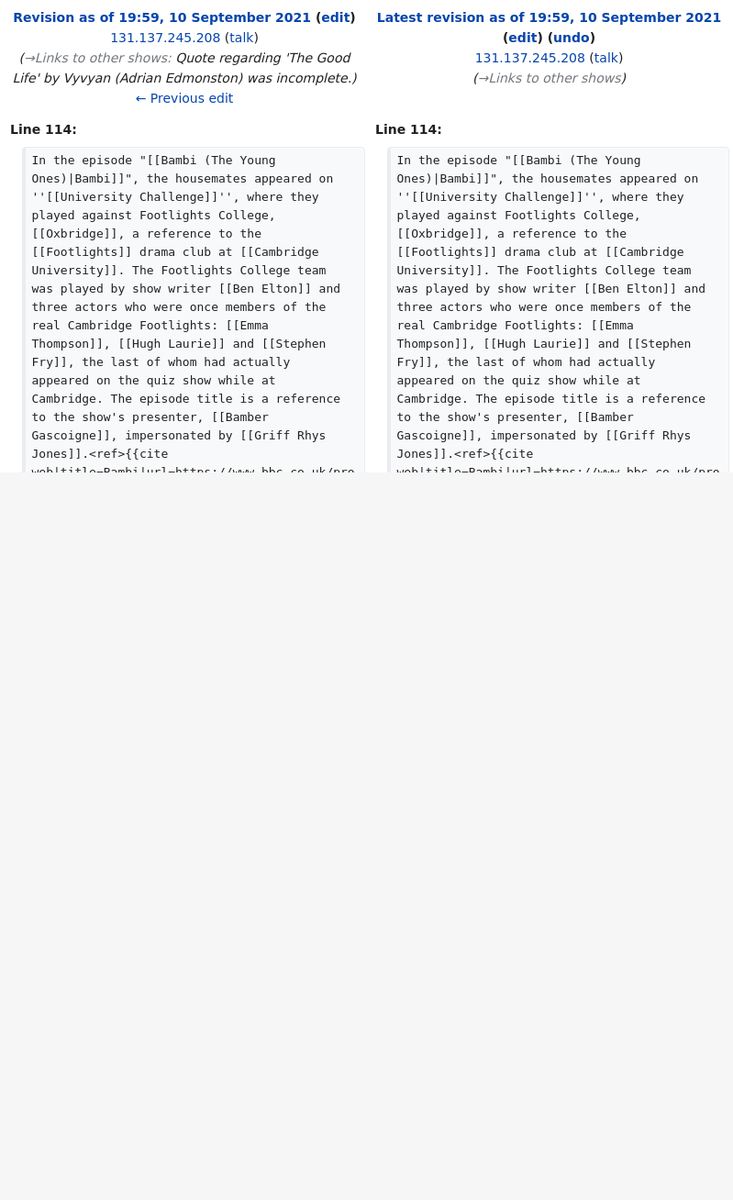 Revision as of 19:59, 10 September 2021 (edit)
131.137.245.208 (talk)
(→Links to other shows: Quote regarding 'The Good
Life' by Vyvyan (Adrian Edmonston) was incomplete.)
← Previous edit
Latest revision as of 19:59, 10 September 2021
(edit) (undo)
131.137.245.208 (talk)
(→Links to other shows)
Line 114:
In the episode "[[Bambi (The Young
Ones)|Bambi]]", the housemates appeared on
''[[University Challenge]]'', where they
played against Footlights College,
[[Oxbridge]], a reference to the
[[Footlights]] drama club at [[Cambridge
University]]. The Footlights College team
was played by show writer [[Ben Elton]] and
three actors who were once members of the
real Cambridge Footlights: [[Emma
Thompson]], [[Hugh Laurie]] and [[Stephen
Fry]], the last of whom had actually
appeared on the quiz show while at
Cambridge. The episode title is a reference
to the show's presenter, [[Bamber
Gascoigne]], impersonated by [[Griff Rhys
Jones]].<ref>{{cite
web|title=Bambi|url=https://www.bbc.co.uk/pro
Line 114:
In the episode "[[Bambi (The Young
Ones)|Bambi]]", the housemates appeared on
''[[University Challenge]]'', where they
played against Footlights College,
[[Oxbridge]], a reference to the
[[Footlights]] drama club at [[Cambridge
University]]. The Footlights College team
was played by show writer [[Ben Elton]] and
three actors who were once members of the
real Cambridge Footlights: [[Emma
Thompson]], [[Hugh Laurie]] and [[Stephen
Fry]], the last of whom had actually
appeared on the quiz show while at
Cambridge. The episode title is a reference
to the show's presenter, [[Bamber
Gascoigne]], impersonated by [[Griff Rhys
Jones]].<ref>{{cite
web|title=Bambi|url=https://www.bbc.co.uk/pro